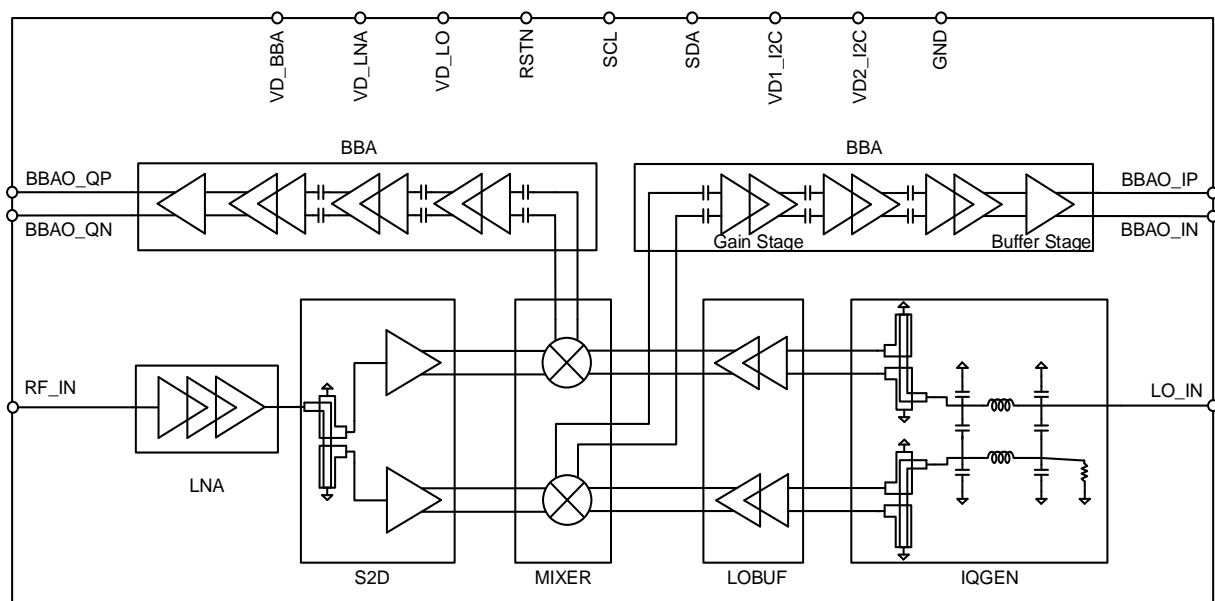 VD_BBA
VD_LNA
VD_LO
RSTN
SCL
SDA
VD1_I2C
VD2_I2C
GND
BBA
BBA
BBAO_QP
BBAO_QN
BBAO_IP
BBAO_IN
Gain Stage
Buffer Stage
RF_IN
LO_IN
LNA
S2D
MIXER
LOBUF
IQGEN